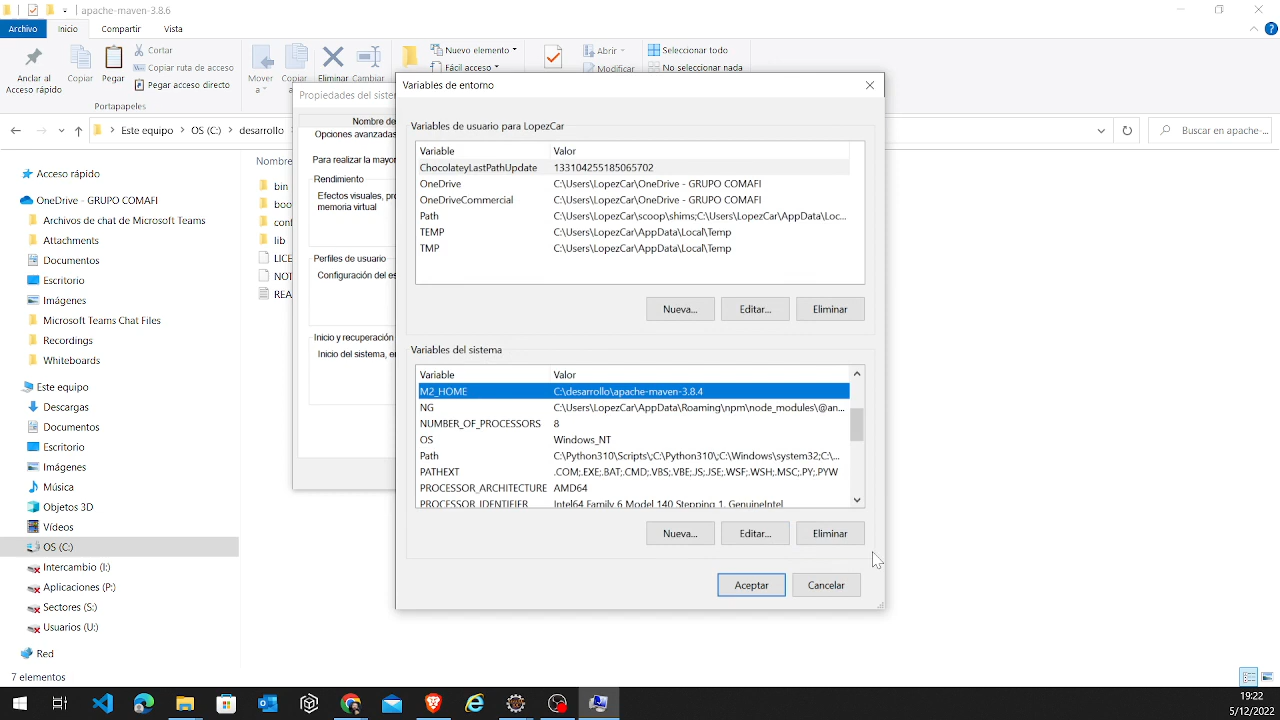 apache-maven-3.8.6
Archivo
Inicio
Compartir
Vista
Anclar al
Acceso rápido
Copiar
Pegar
Cortar
Copiar ruta de acceso
Pegar acceso directo
Portapapeles
Mover
a
Copiar
a
Eliminar
Cambiar
Nuevo elemento
Fácil acceso
Abrir
Modificar
Seleccionar todo
No seleccionar nada
Este equipo
OS (C:)
desarrollo
Buscar en apache-...
Acceso rápido
OneDrive - GRUPO COMAFI
Archivos de chat de Microsoft Teams
Attachments
Documentos
Escritorio
Imágenes
Microsoft Teams Chat Files
Recordings
Whiteboards
Este equipo
Descargas
Documentos
Escritorio
Imágenes
Música
Objetos 3D
Vídeos
OS (C:)
Intercambio (I:)
Aplicaciones (P:)
Sectores (S:)
Usuarios (U:)
Red
7 elementos
Nombre
bin
boo
conf
lib
LICE
NOT
REA
Propiedades del siste
Nombre de
Opciones avanzadas
Para realizar la mayor
Rendimiento
Efectos visuales, pr
memoria virtual
Perfiles de usuario
Configuración del es
Inicio y recuperación
Inicio del sistema, e
Variables de entorno
Variables de usuario para LopezCar
Variable Valor
ChocolateyLastPathUpdate 133104255185065702
OneDrive C:\Users\LopezCar\OneDrive - GRUPO COMAFI
OneDriveCommercial C:\Users\LopezCar\OneDrive - GRUPO COMAFI
Path C:\Users\LopezCar\scoop\shims;C:\Users\LopezCar\AppData\Loc...
TEMP C:\Users\LopezCar\AppData\Local\Temp
TMP C:\Users\LopezCar\AppData\Local\Temp
Nueva... Editar... Eliminar
Variables del sistema
Variable Valor
M2_HOME C:\desarrollo\apache-maven-3.8.4
NG C:\Users\LopezCar\AppData\Roaming\npm\node_modules\@an...
NUMBER_OF_PROCESSORS 8
OS Windows_NT
Path C:\Python310\Scripts\;C:\Python310\;C:\Windows\system32;C:\...
PATHEXT .COM;.EXE;.BAT;.CMD;.VBS;.VBE;.JS;.JSE;.WSF;.WSH;.MSC;.PY;.PYW
PROCESSOR_ARCHITECTURE AMD64
PROCESSOR_IDENTIFIER Intel64 Family 6 Model 140 Stepping 1, GenuineIntel
Nueva... Editar... Eliminar
Aceptar Cancelar
19:22
5/12/2022